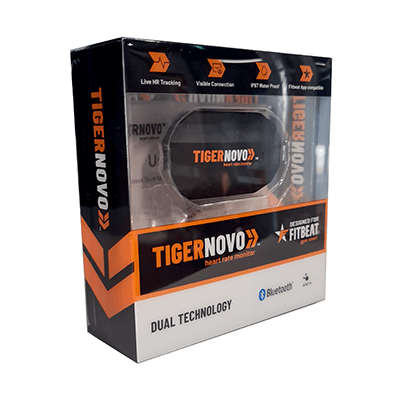 Live HR Tracking
Visible Connection
IP67 Water Proof
Fitbeat App compatible
TIGERNOVO
TIGERNOVO
TIGERNOVO
heart rate monitor
TIGERNOVO
heart rate monitor
DESIGNED FOR
FITBEAT
DUAL TECHNOLOGY
Bluetooth